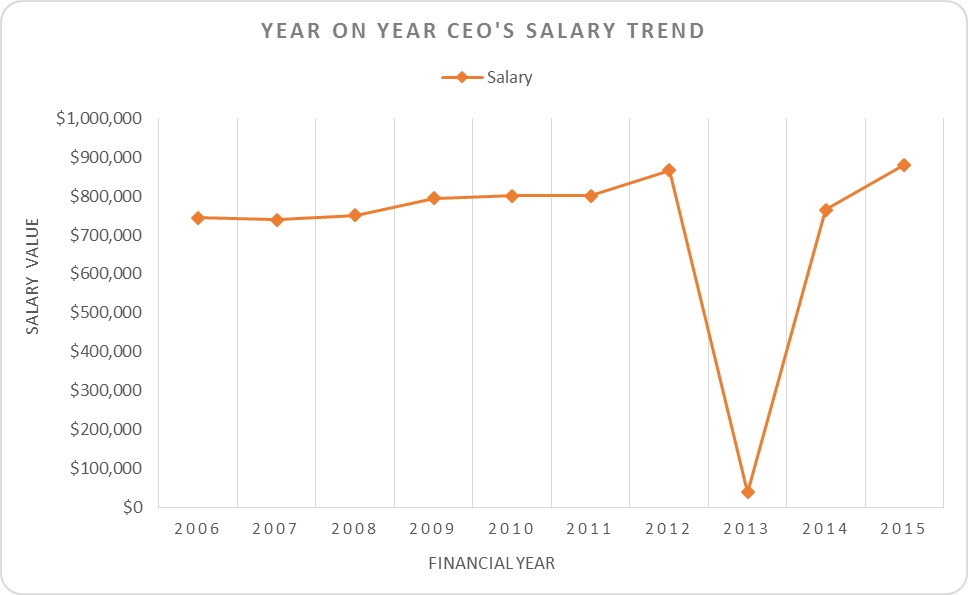 YEAR ON YEAR CEO'S SALARY TREND
Salary
$1,000,000
$900,000
$800,000
$700,000
$600,000
$500,000
$400,000
$300,000
$200,000
$100,000
$0
SALARY VALUE
2006 2007 2008 2009 2010 2011 2012 2013 2014 2015
FINANCIAL YEAR